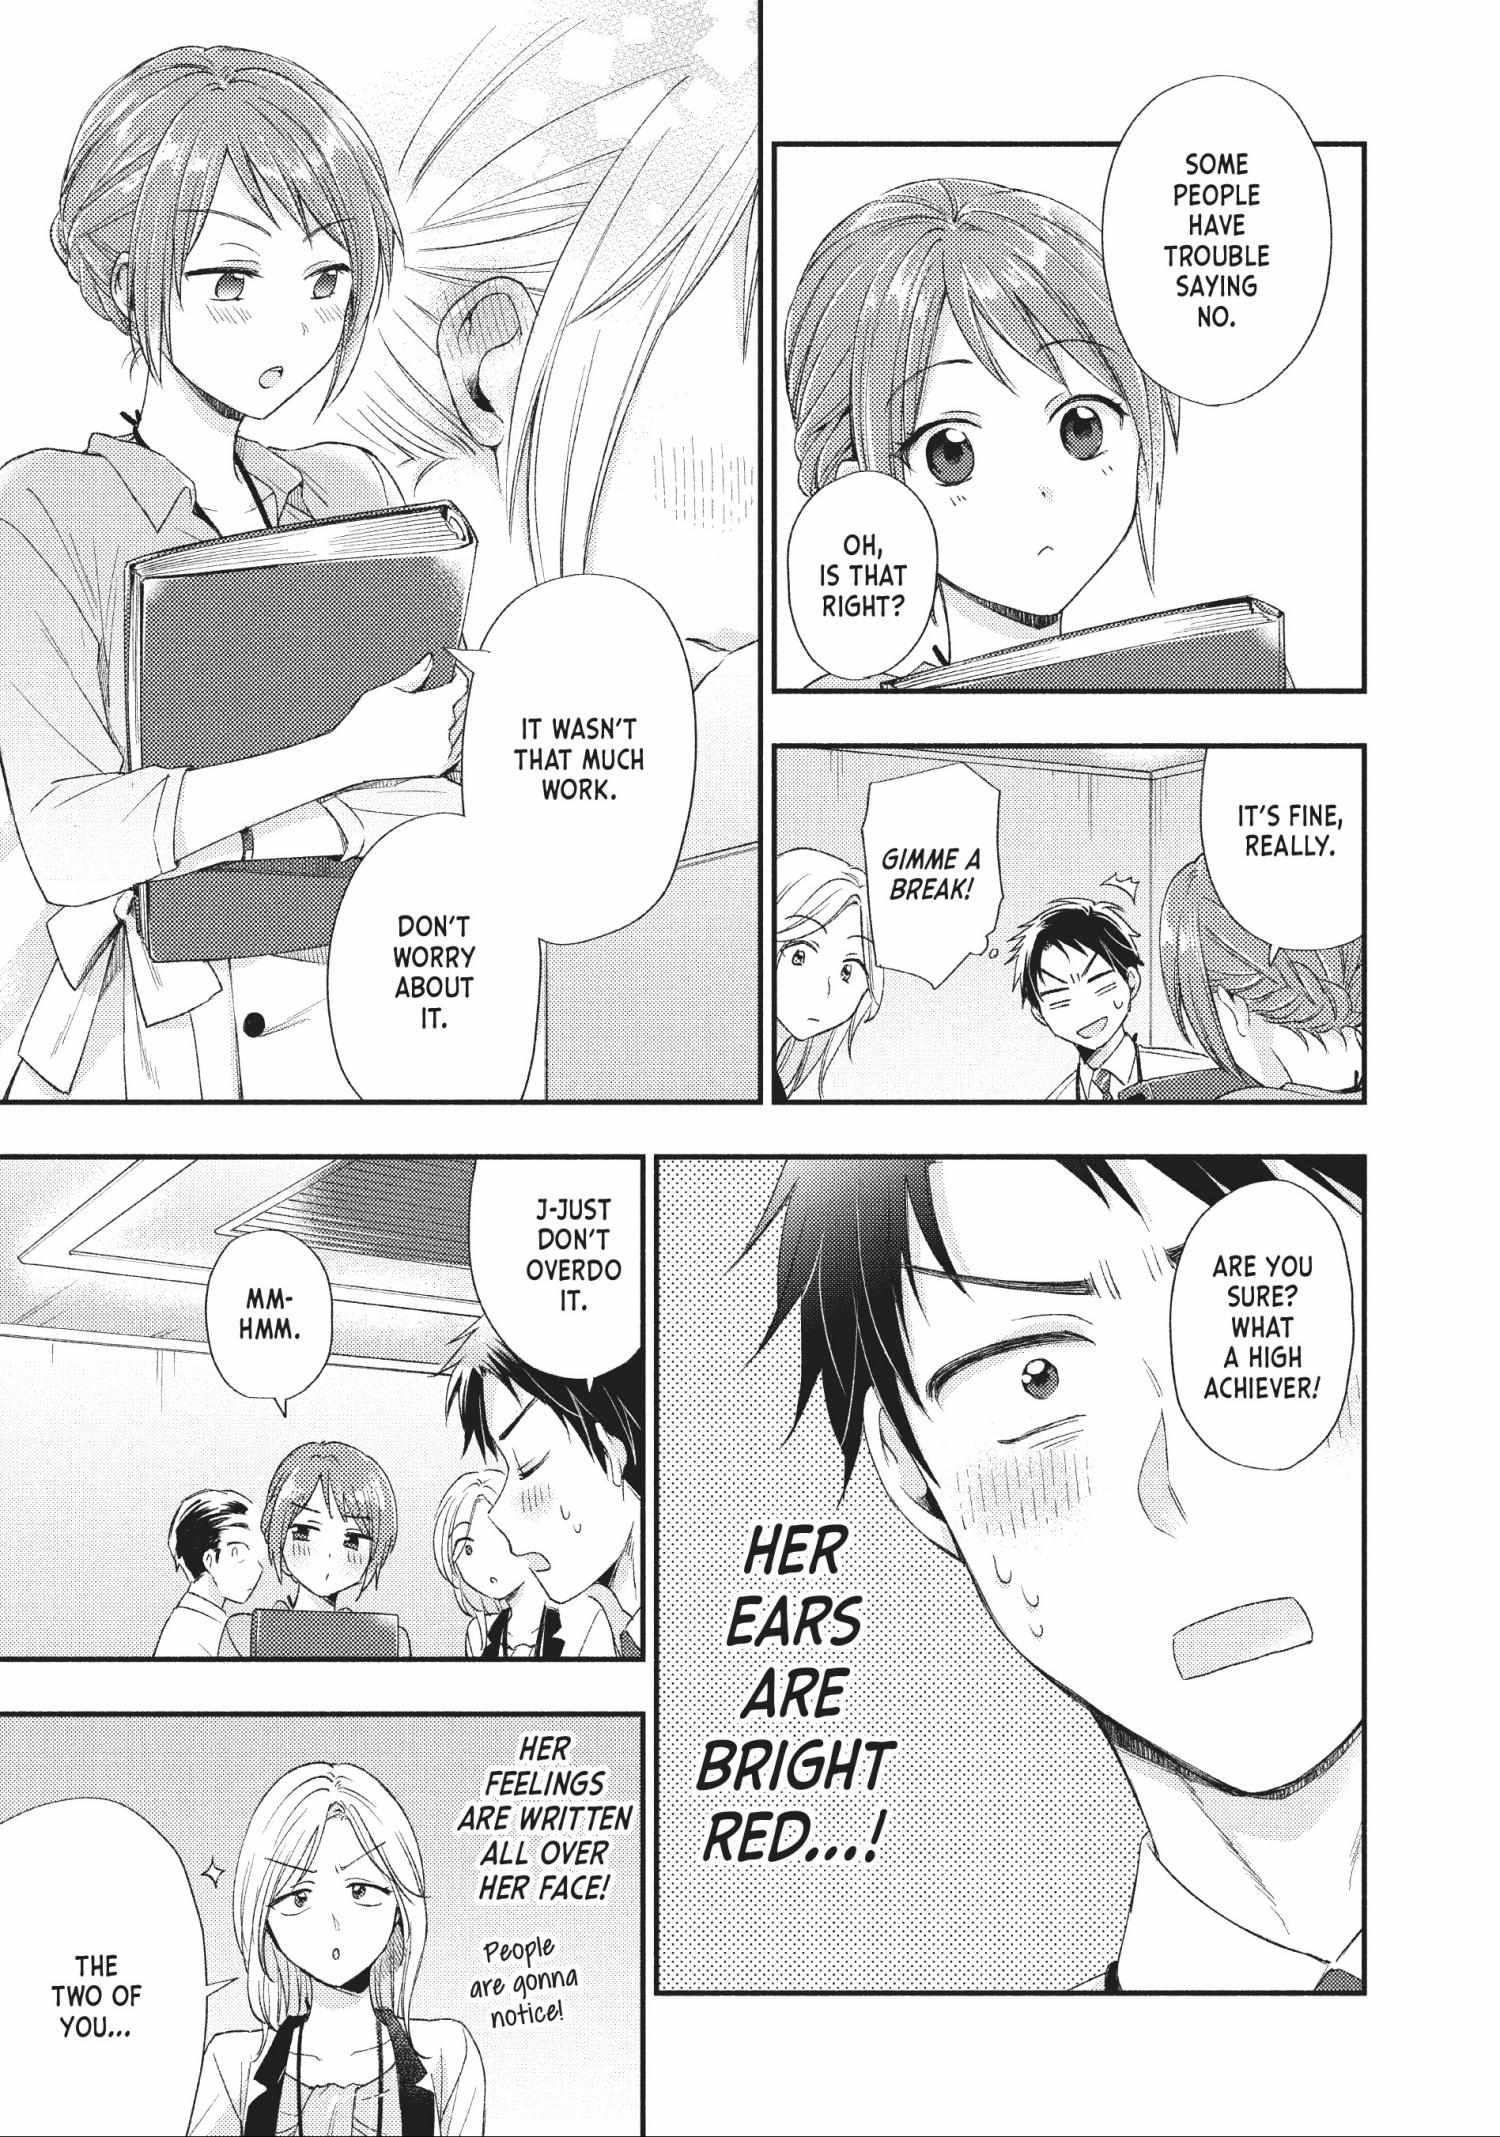 SOME
PEOPLE
HAVE
TROUBLE
SAYING
NO.
OH,
IS THAT
RIGHT?
IT'S FINE,
REALLY.
GIMME A
BREAK!
IT WASN'T
THAT MUCH
WORK.
DON'T
WORRY
ABOUT
IT.
ARE YOU
SURE?
WHAT
A HIGH
ACHIEVER!
HER
EARS
ARE
BRIGHT
RED...!
J-JUST
DON'T
OVERDO
IT.
MM-
HMM.
HER
FEELINGS
ARE WRITTEN
ALL OVER
HER FACE!
People
are gonna
notice!
THE
TWO OF
YOU...